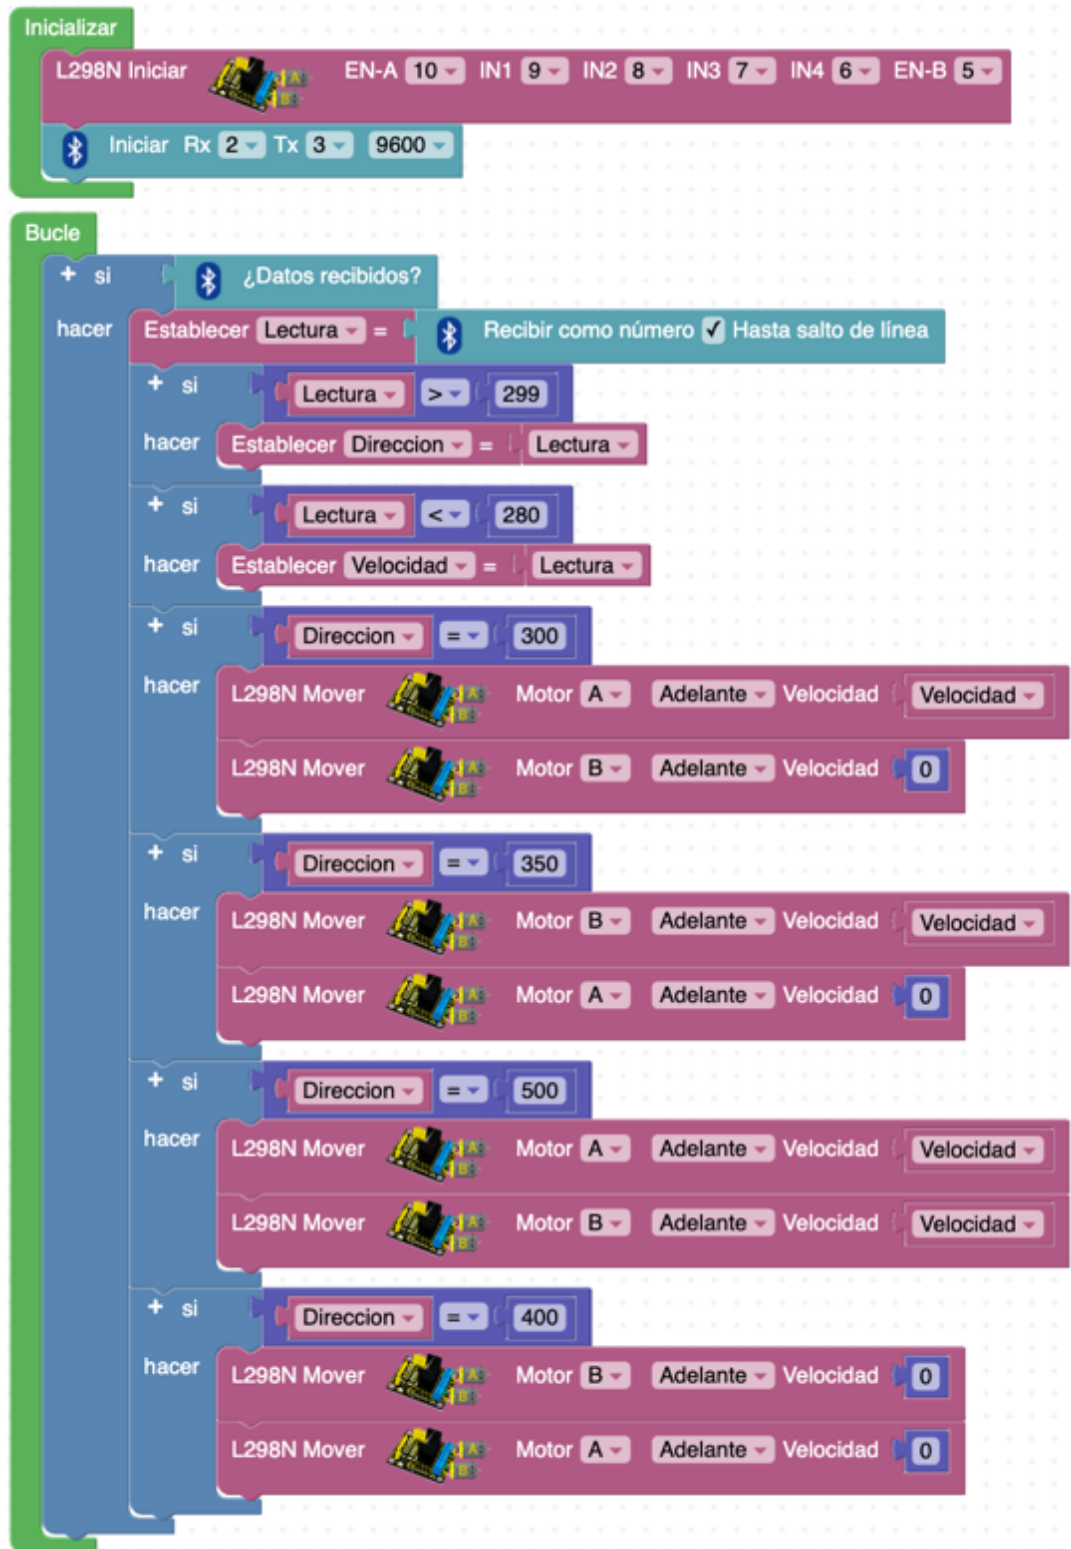 Inicializar
L298N Iniciar EN-A 10 IN1 9 IN2 8 IN3 7 IN4 6 EN-B 5
Iniciar Rx 2 Tx 3 9600
Bucle
+ si ¿Datos recibidos?
hacer Establecer Lectura = Recibir como número ✓ Hasta salto de línea
+ si Lectura > 299
hacer Establecer Direccion = Lectura
+ si Lectura < 280
hacer Establecer Velocidad = Lectura
+ si Direccion = 300
hacer L298N Mover Motor A Adelante Velocidad Velocidad
L298N Mover Motor B Adelante Velocidad 0
+ si Direccion = 350
hacer L298N Mover Motor B Adelante Velocidad Velocidad
L298N Mover Motor A Adelante Velocidad 0
+ si Direccion = 500
hacer L298N Mover Motor A Adelante Velocidad Velocidad
L298N Mover Motor B Adelante Velocidad Velocidad
+ si Direccion = 400
hacer L298N Mover Motor B Adelante Velocidad 0
L298N Mover Motor A Adelante Velocidad 0